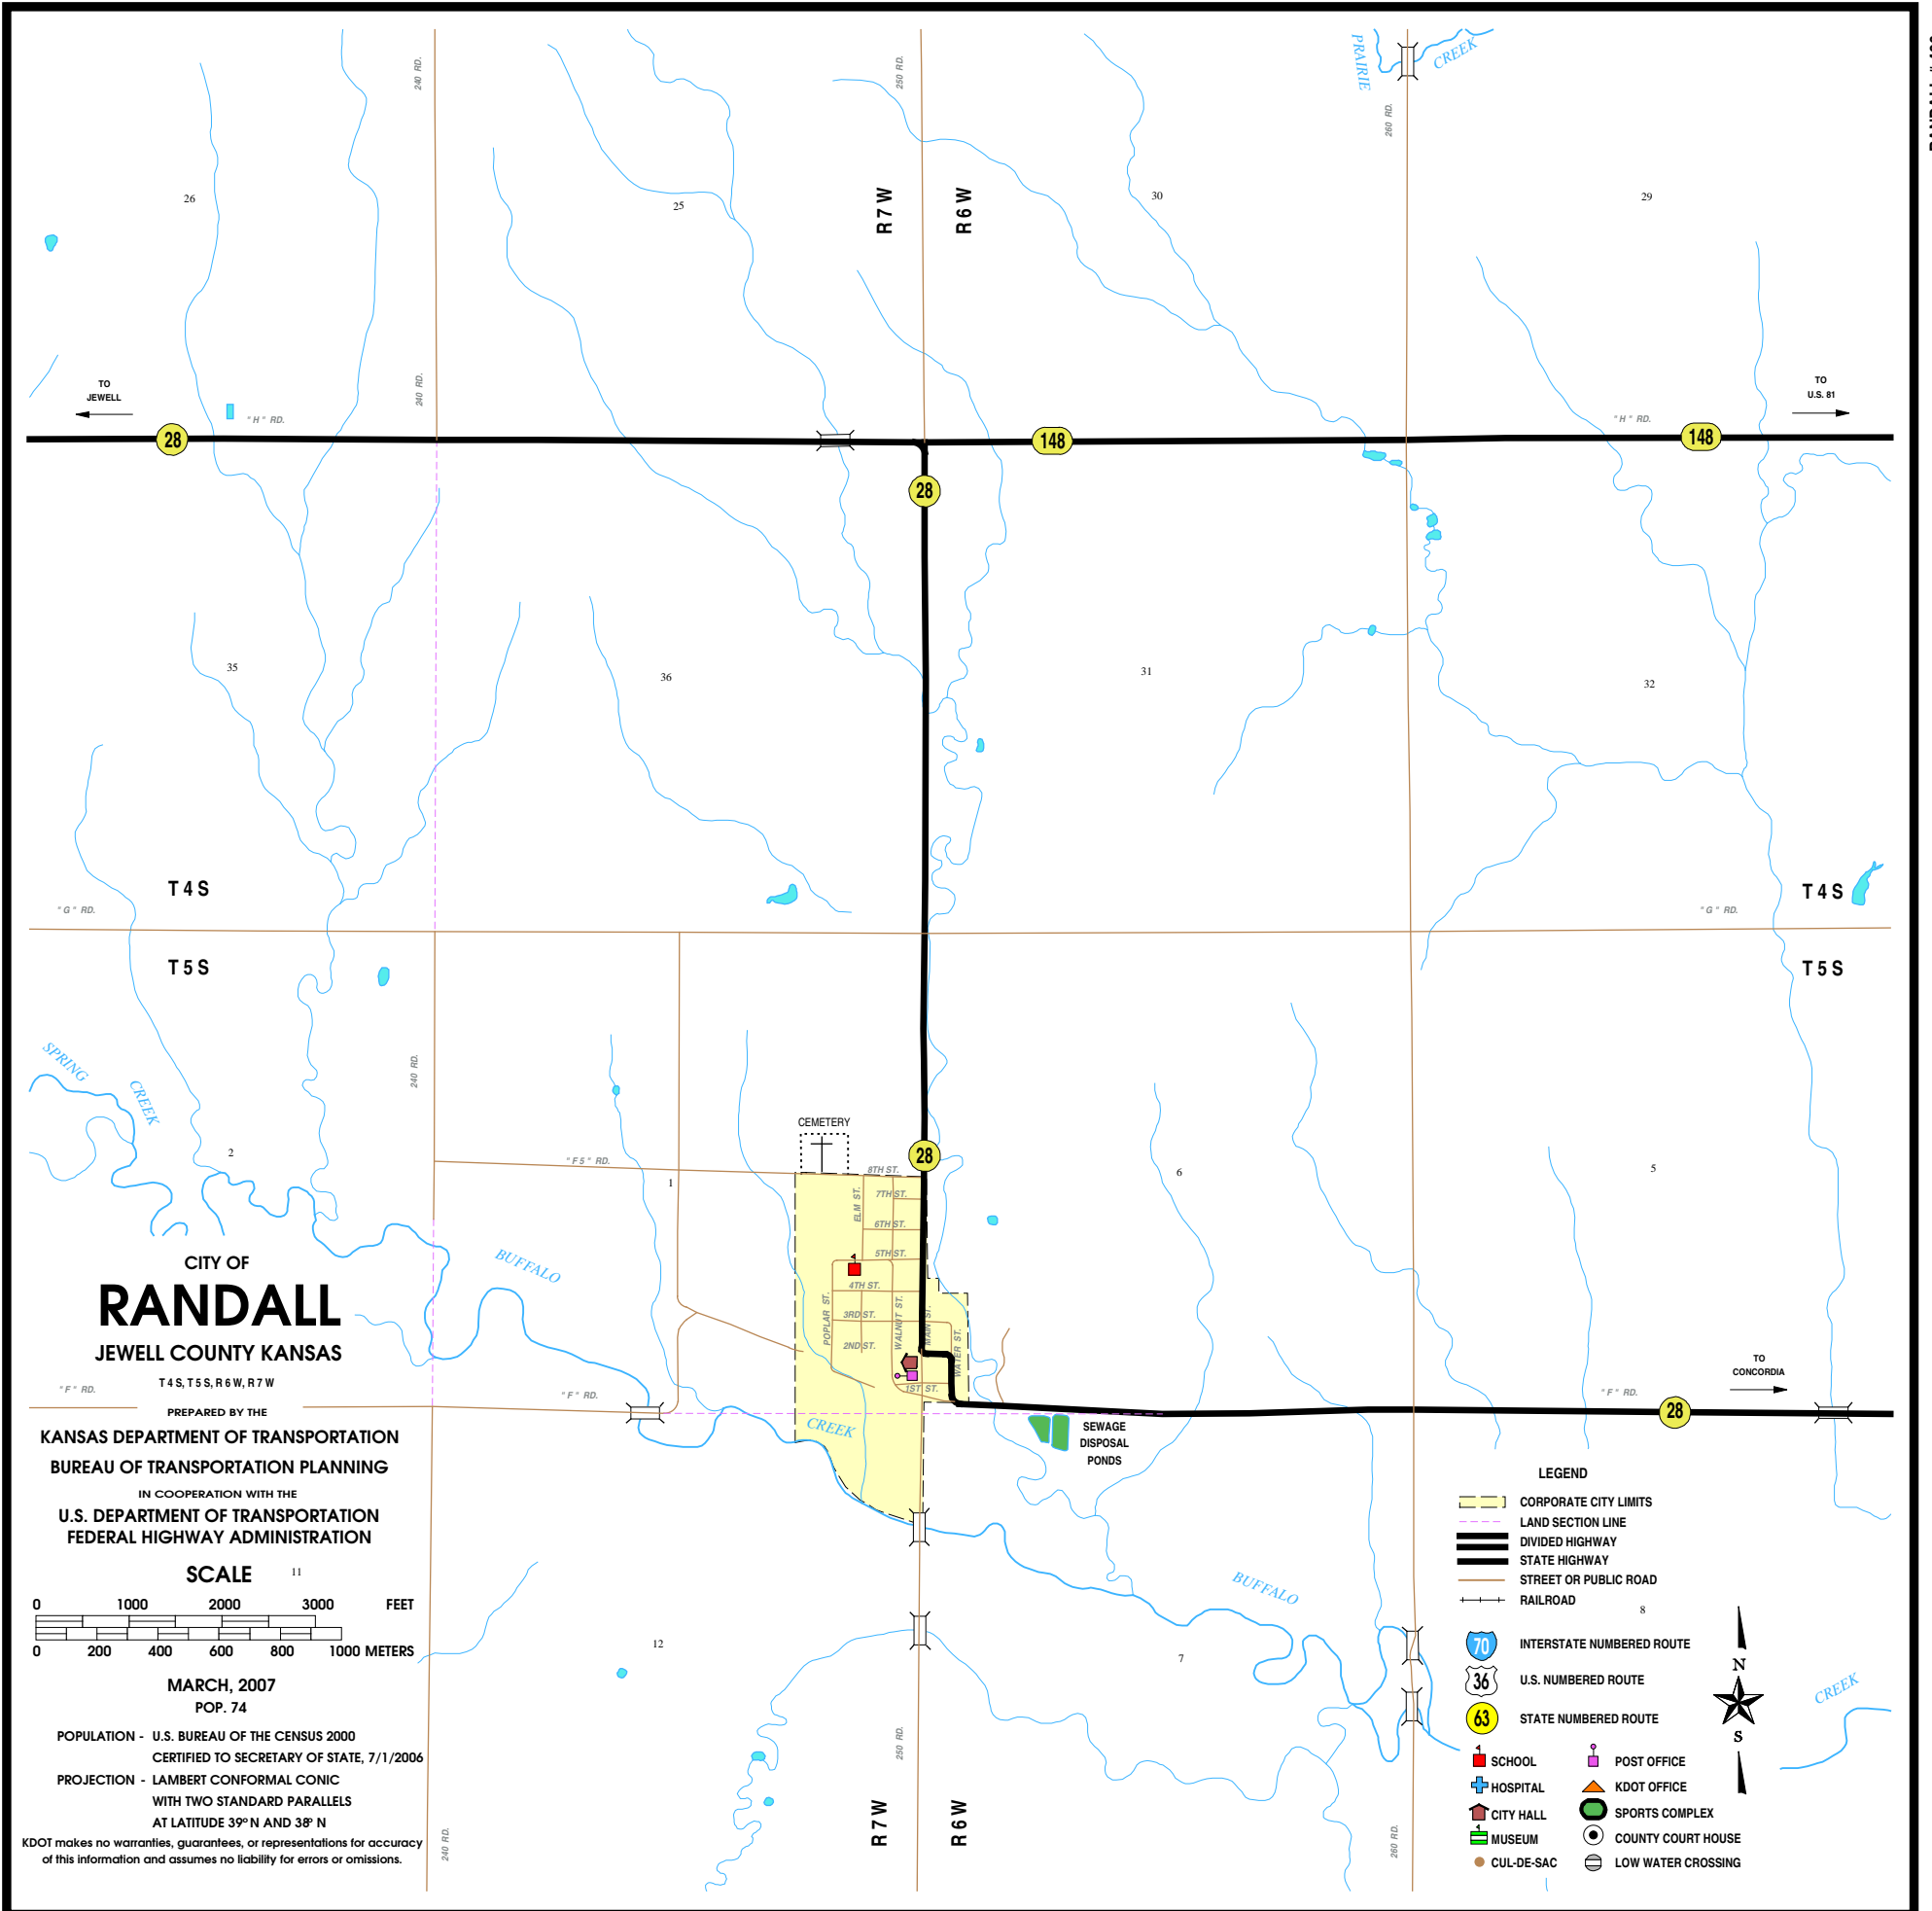 PRAIRIE
CREEK
240 RD.
250 RD.
260 RD.
26
25
R 7 W
R 6 W
30
29
TO
JEWELL
TO
U.S. 81
240 RD.
" H " RD.
" H " RD.
28
148
148
28
35
36
31
32
T 4 S
T 4 S
" G " RD.
" G " RD.
T 5 S
T 5 S
SPRING
CREEK
240 RD.
2
CEMETERY
28
" F 5 " RD.
1
6
5
8TH ST.
7TH ST.
ELM ST.
6TH ST.
5TH ST.
4TH ST.
3RD ST.
2ND ST.
1ST ST.
POPLAR ST.
WALNUT ST.
MAIN ST.
WATER ST.
BUFFALO
CREEK
" F " RD.
" F " RD.
" F " RD.
TO
CONCORDIA
28
SEWAGE
DISPOSAL
PONDS
CITY OF
RANDALL
JEWELL COUNTY KANSAS
T 4 S, T 5 S, R 6 W, R 7 W
PREPARED BY THE
KANSAS DEPARTMENT OF TRANSPORTATION
BUREAU OF TRANSPORTATION PLANNING
IN COOPERATION WITH THE
U.S. DEPARTMENT OF TRANSPORTATION
FEDERAL HIGHWAY ADMINISTRATION
SCALE
11
0 1000 2000 3000 FEET
0 200 400 600 800 1000 METERS
MARCH, 2007
POP. 74
POPULATION - U.S. BUREAU OF THE CENSUS 2000
CERTIFIED TO SECRETARY OF STATE, 7/1/2006
PROJECTION - LAMBERT CONFORMAL CONIC
WITH TWO STANDARD PARALLELS
AT LATITUDE 39° N AND 38° N
KDOT makes no warranties, guarantees, or representations for accuracy
of this information and assumes no liability for errors or omissions.
240 RD.
12
250 RD.
R 7 W
R 6 W
BUFFALO
7
260 RD.
8
CREEK
LEGEND
CORPORATE CITY LIMITS
LAND SECTION LINE
DIVIDED HIGHWAY
STATE HIGHWAY
STREET OR PUBLIC ROAD
RAILROAD
70 INTERSTATE NUMBERED ROUTE
36 U.S. NUMBERED ROUTE
63 STATE NUMBERED ROUTE
SCHOOL
HOSPITAL
CITY HALL
MUSEUM
CUL-DE-SAC
POST OFFICE
KDOT OFFICE
SPORTS COMPLEX
COUNTY COURT HOUSE
LOW WATER CROSSING
N
S